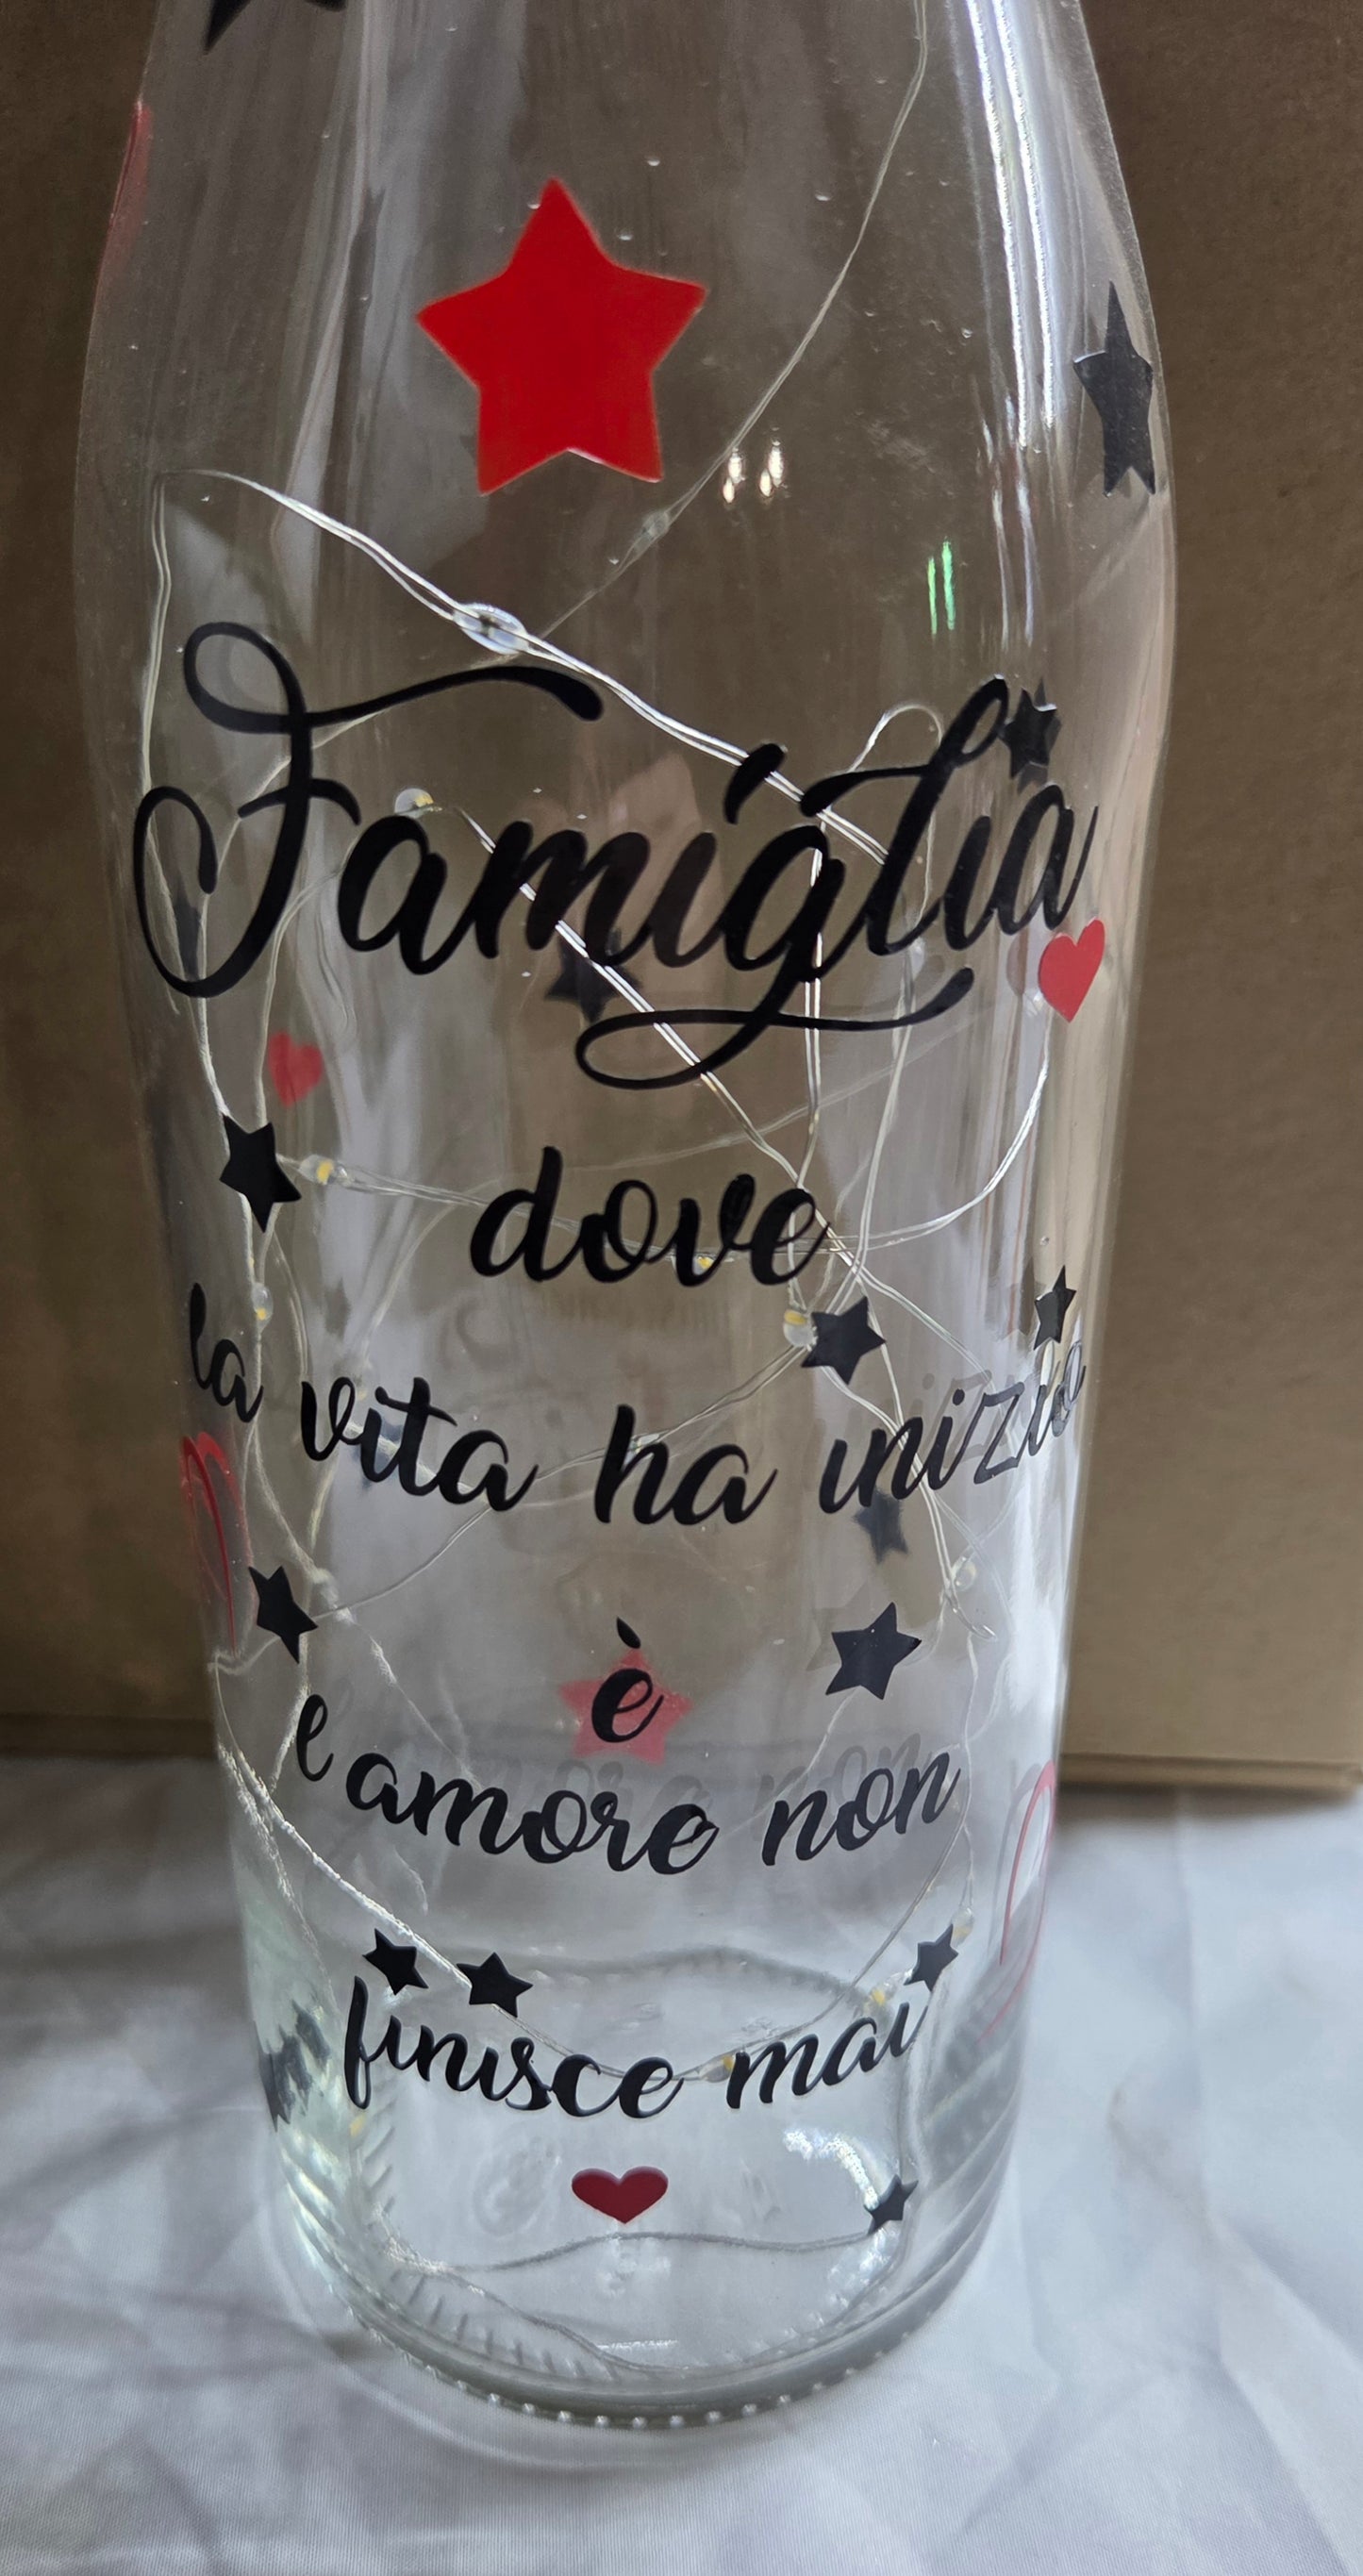 Famiglia
dove
la vita ha inizio
è
e amore non
finisce mai